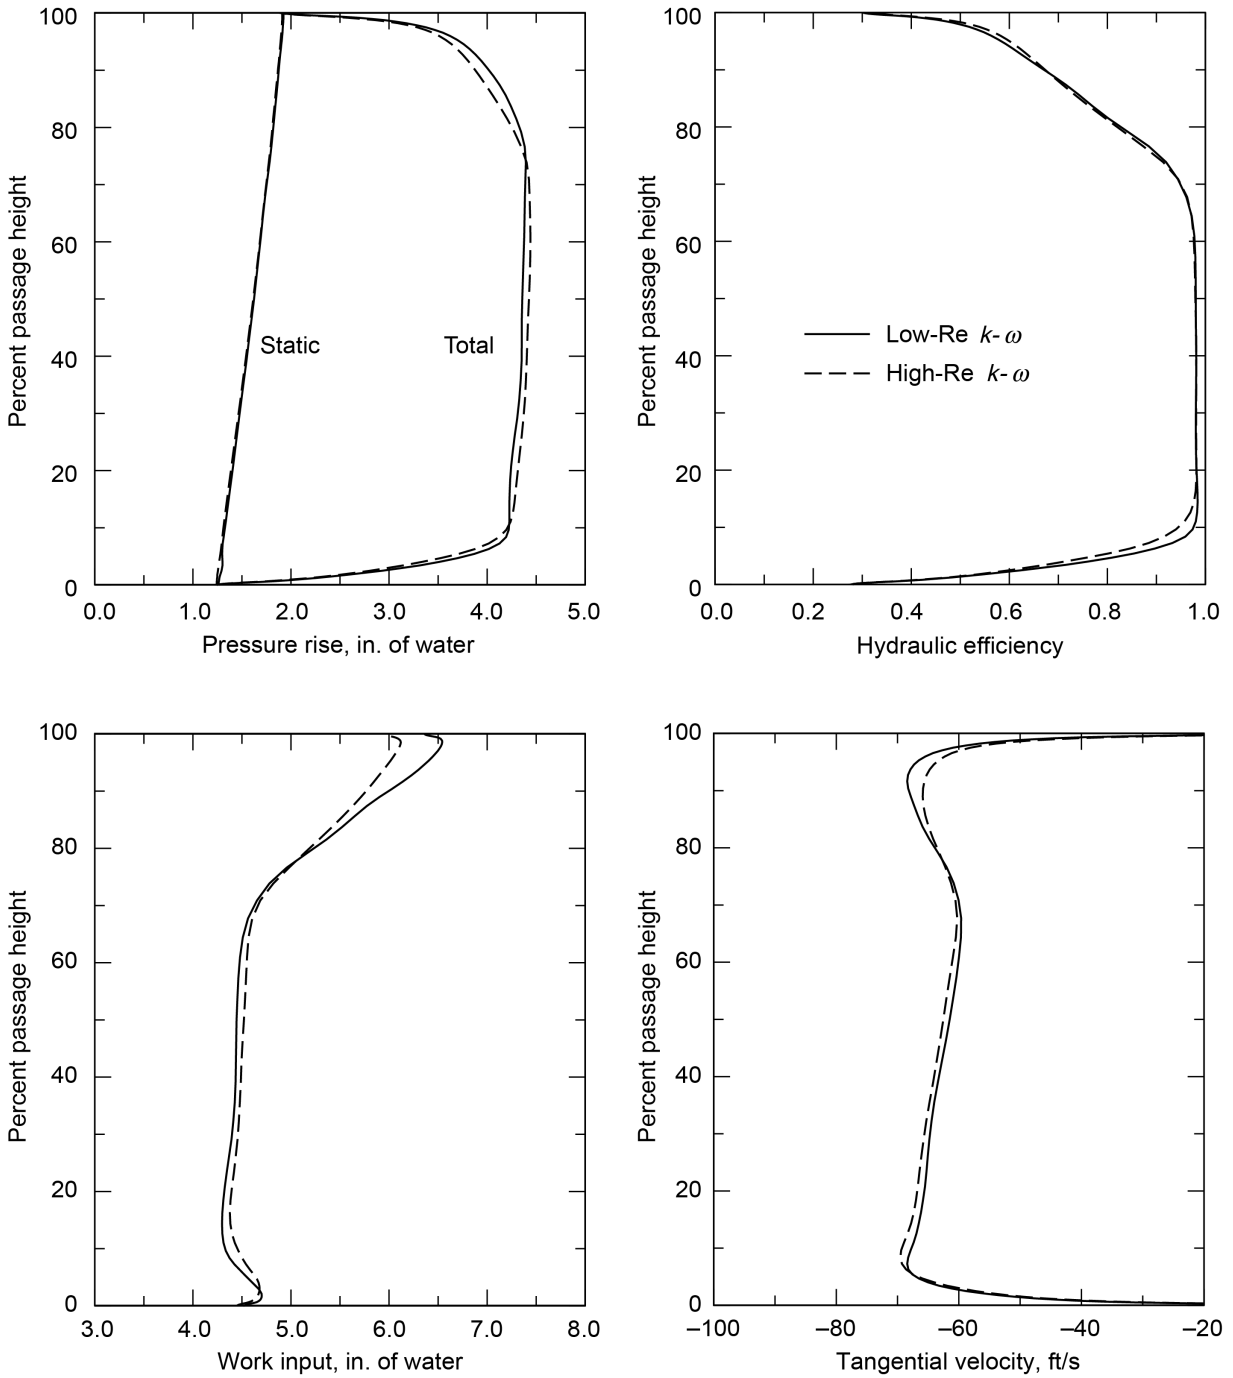 100
80
60
40
20
0
Percent passage height
Static
Total
0.0 1.0 2.0 3.0 4.0 5.0
Pressure rise, in. of water
100
80
60
40
20
0
Percent passage height
Low-Re k-ω
High-Re k-ω
0.0 0.2 0.4 0.6 0.8 1.0
Hydraulic efficiency
100
80
60
40
20
0
Percent passage height
3.0 4.0 5.0 6.0 7.0 8.0
Work input, in. of water
100
80
60
40
20
0
Percent passage height
–100 –80 –60 –40 –20
Tangential velocity, ft/s